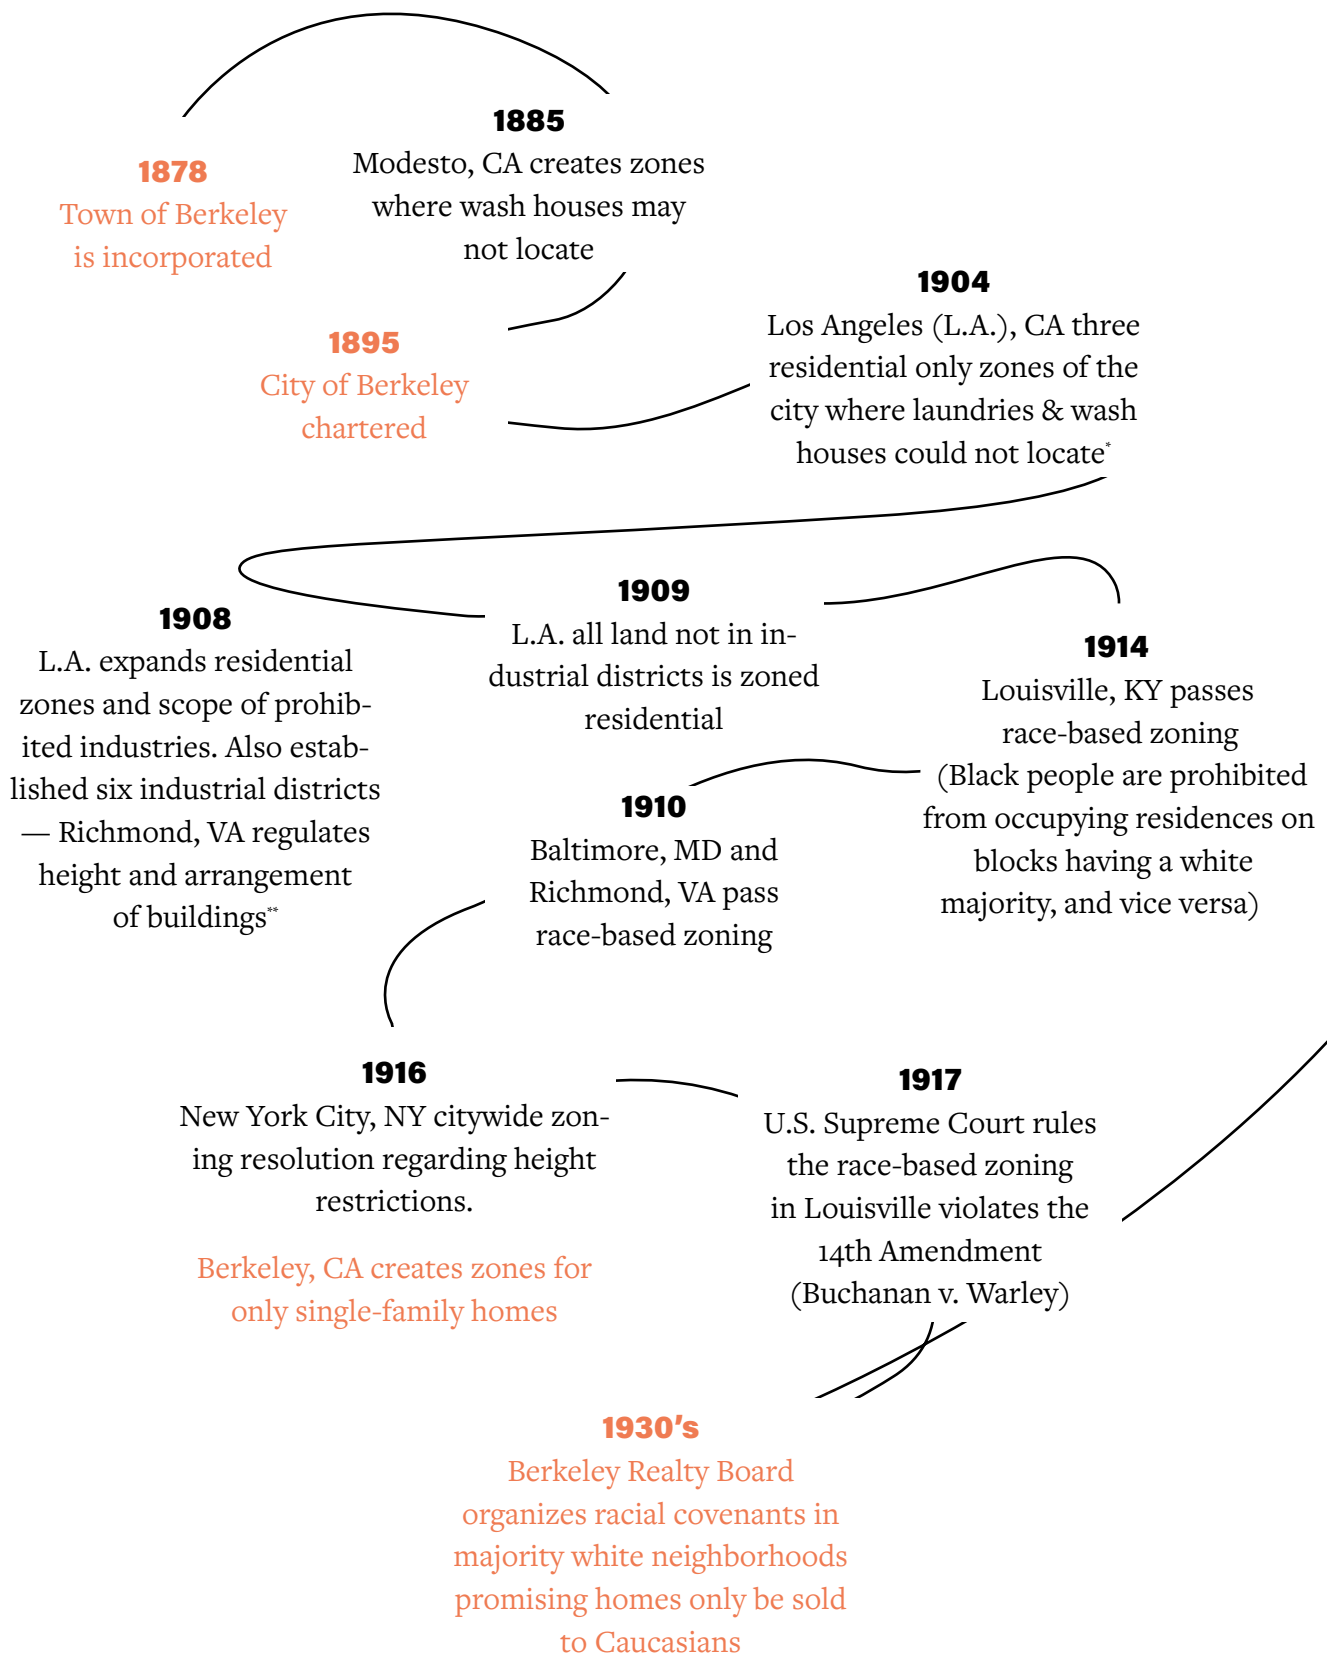 1878
Town of Berkeley
is incorporated
1885
Modesto, CA creates zones
where wash houses may
not locate
1895
City of Berkeley
chartered
1904
Los Angeles (L.A.), CA three
residential only zones of the
city where laundries & wash
houses could not locate*
1908
L.A. expands residential
zones and scope of prohib-
ited industries. Also estab-
lished six industrial districts
— Richmond, VA regulates
height and arrangement
of buildings**
1909
L.A. all land not in in-
dustrial districts is zoned
residential
1910
Baltimore, MD and
Richmond, VA pass
race-based zoning
1914
Louisville, KY passes
race-based zoning
(Black people are prohibited
from occupying residences on
blocks having a white
majority, and vice versa)
1916
New York City, NY citywide zon-
ing resolution regarding height
restrictions.
Berkeley, CA creates zones for
only single-family homes
1917
U.S. Supreme Court rules
the race-based zoning
in Louisville violates the
14th Amendment
(Buchanan v. Warley)
1930's
Berkeley Realty Board
organizes racial covenants in
majority white neighborhoods
promising homes only be sold
to Caucasians